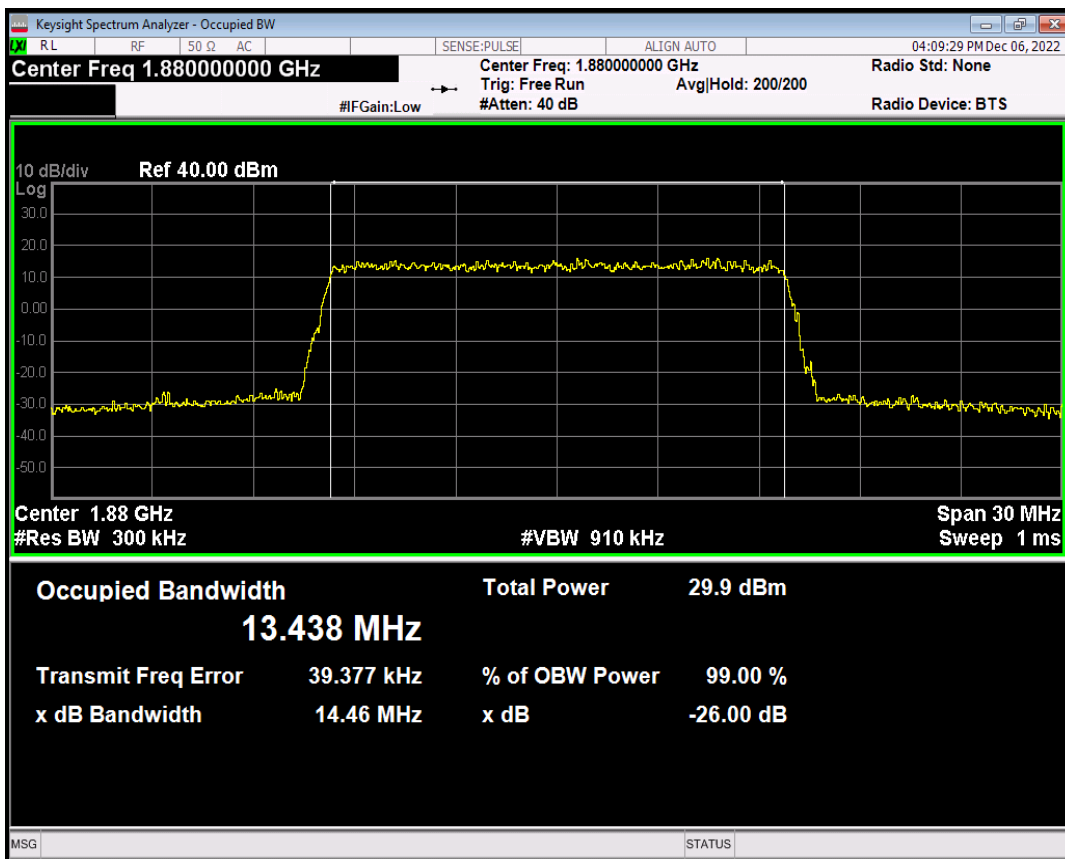 Keysight Spectrum Analyzer - Occupied BW
LXI RL RF 50 Ω AC SENSE:PULSE ALIGN AUTO 04:09:29 PM Dec 06, 2022
Center Freq 1.880000000 GHz Center Freq: 1.880000000 GHz Radio Std: None
Trig: Free Run Avg|Hold: 200/200
#IFGain:Low #Atten: 40 dB Radio Device: BTS
10 dB/div Ref 40.00 dBm
Log
30.0
20.0
10.0
0.00
-10.0
-20.0
-30.0
-40.0
-50.0
Center 1.88 GHz Span 30 MHz
#Res BW 300 kHz #VBW 910 kHz Sweep 1 ms
Occupied Bandwidth Total Power 29.9 dBm
13.438 MHz
Transmit Freq Error 39.377 kHz % of OBW Power 99.00 %
x dB Bandwidth 14.46 MHz x dB -26.00 dB
MSG STATUS